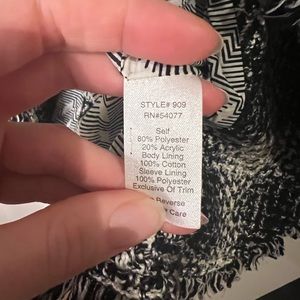 STYLE# 909
RN#54077
Self
80% Polyester
20% Acrylic
Body Lining
100% Cotton
Sleeve Lining
100% Polyester
Exclusive Of Trim
Reverse
Care